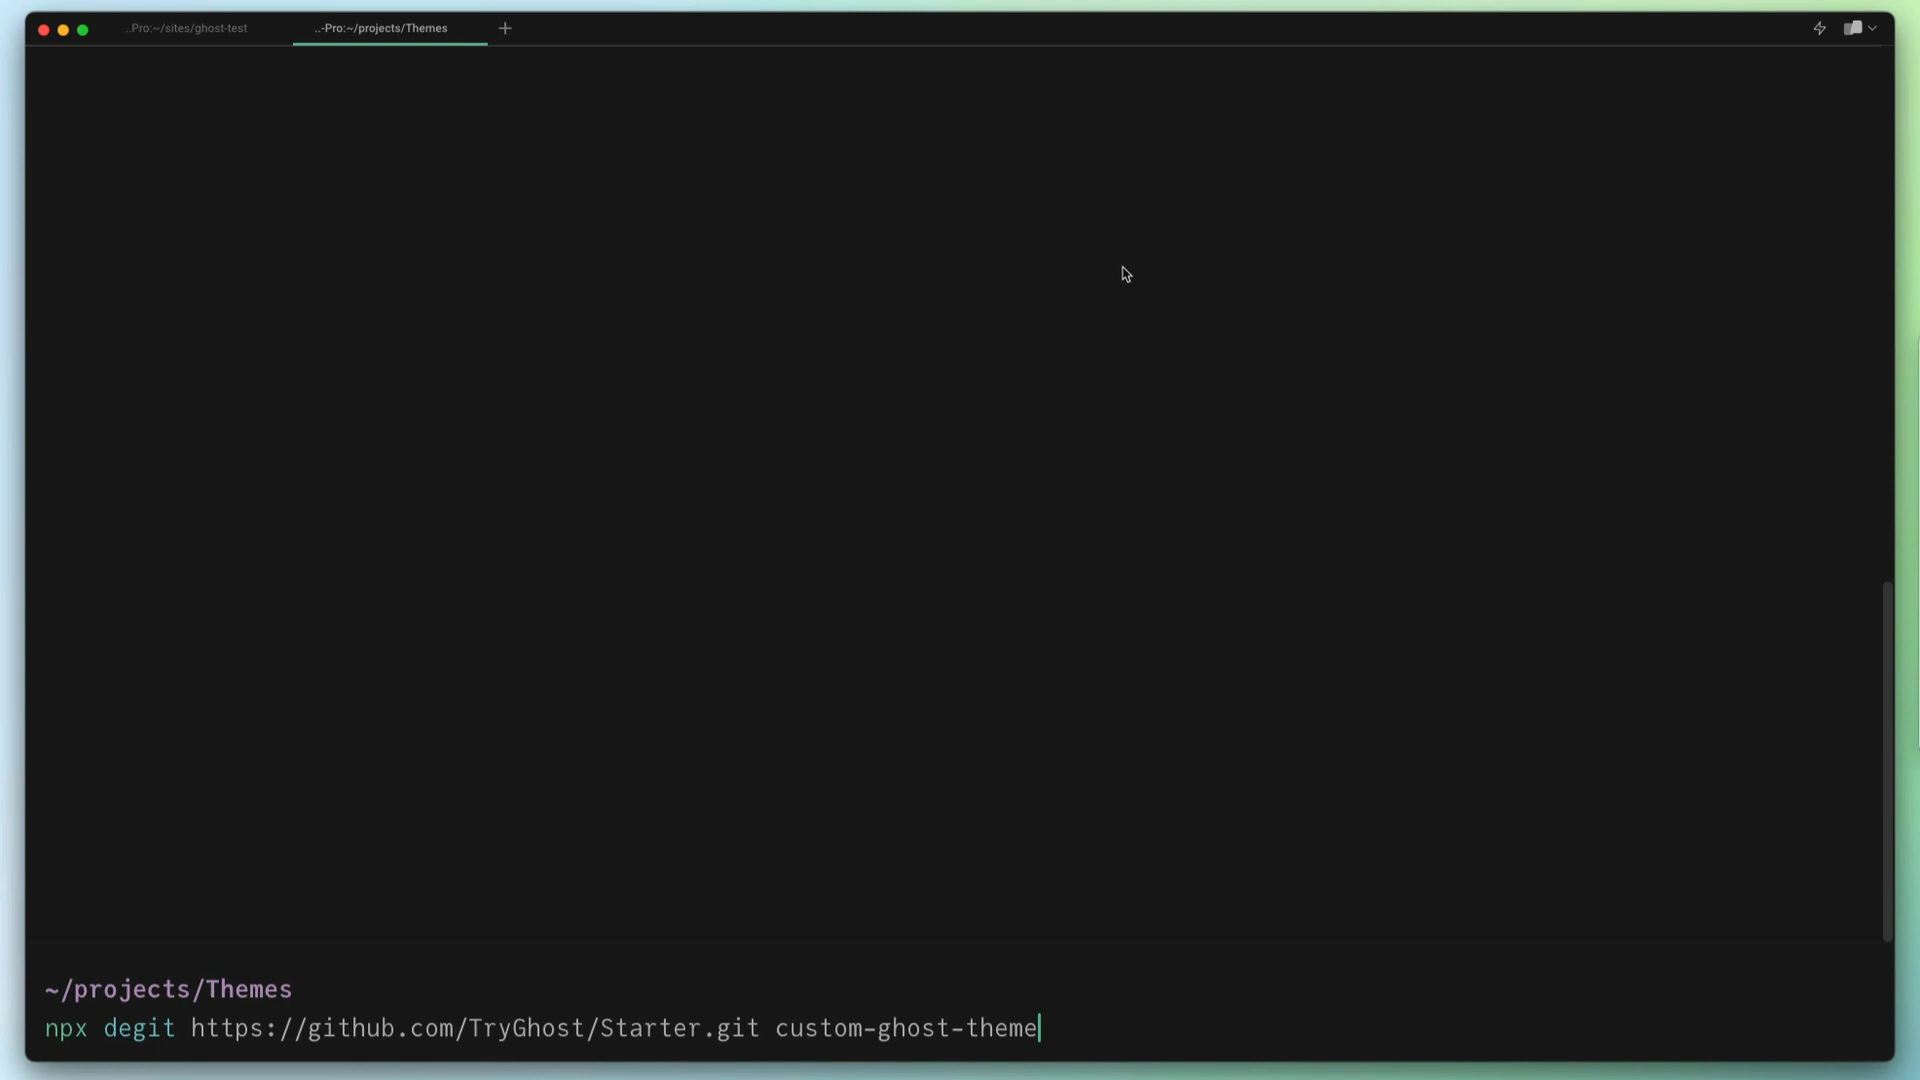 ..Pro:~/sites/ghost-test
..-Pro:~/projects/Themes
~/projects/Themes
npx degit https://github.com/TryGhost/Starter.git custom-ghost-theme